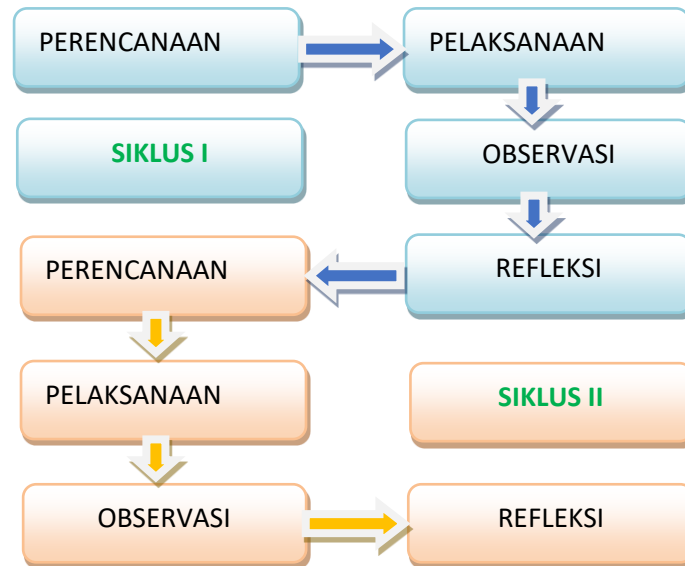 PERENCANAAN
PELAKSANAAN
SIKLUS I
OBSERVASI
REFLEKSI
PERENCANAAN
PELAKSANAAN
SIKLUS II
OBSERVASI
REFLEKSI